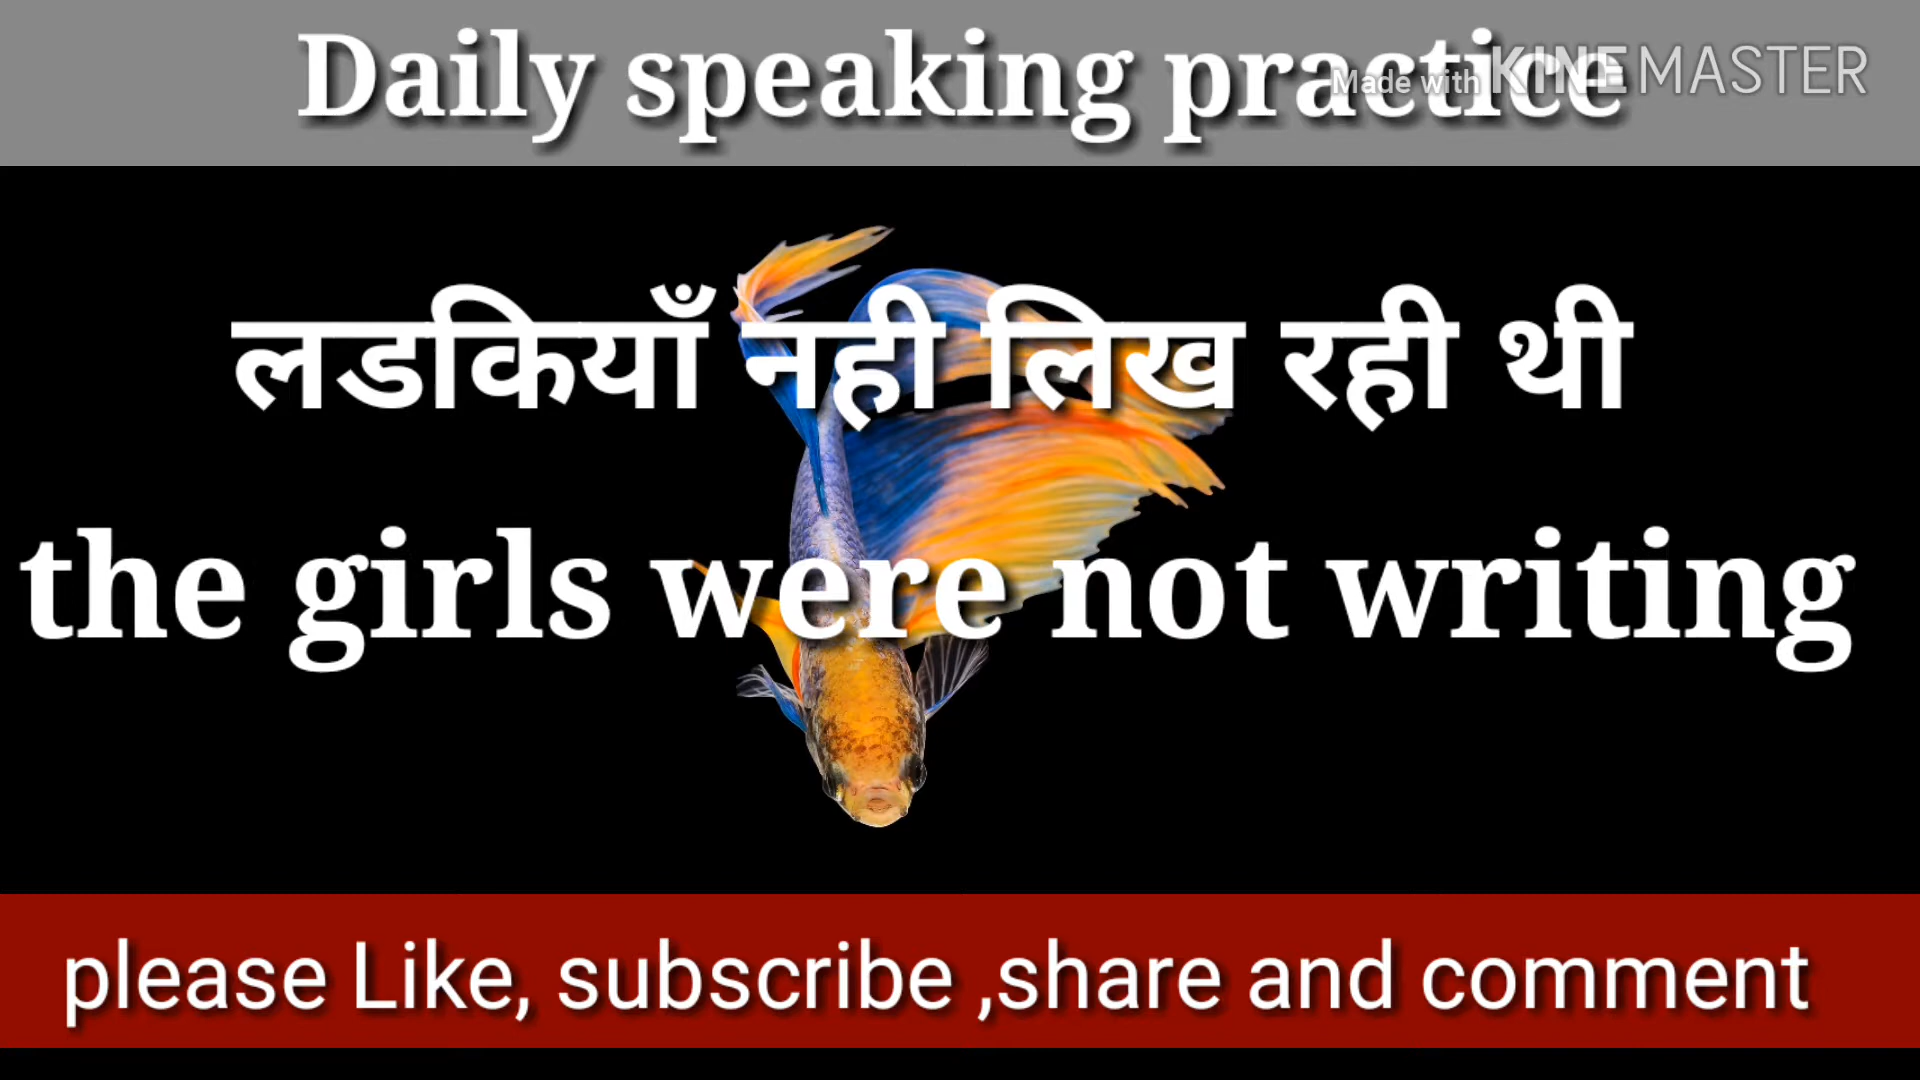 Daily speaking practice
Made with KINEMASTER
लडकियाँ नही लिख रही थी
the girls were not writing
please Like, subscribe ,share and comment